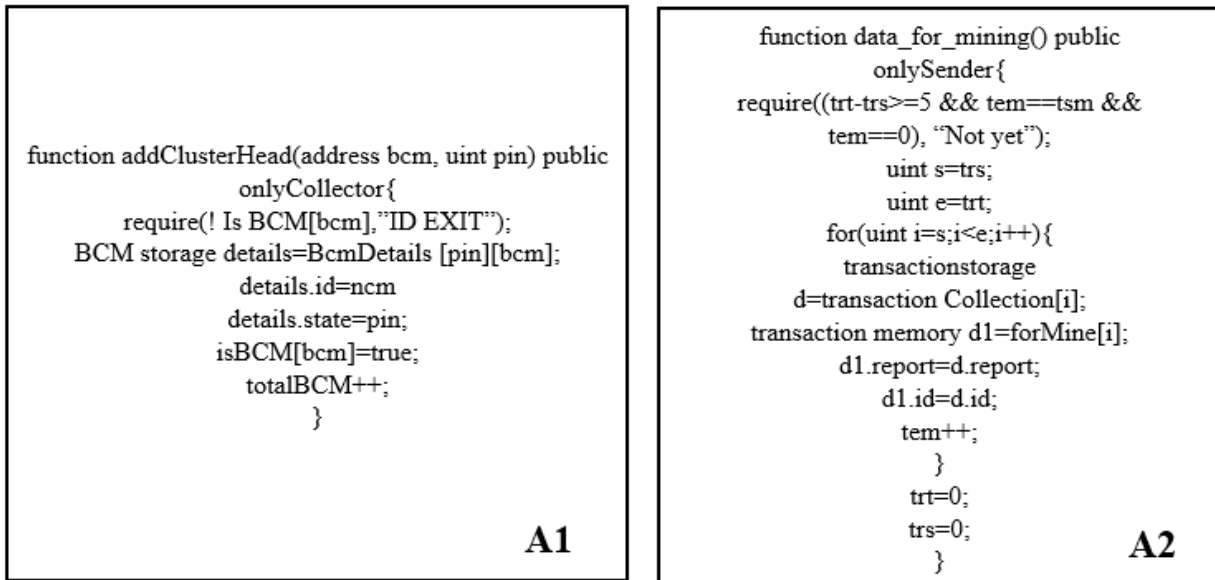 function addClusterHead(address bcm, uint pin) public
onlyCollector{
require(! Is BCM[bcm],”ID EXIT”);
BCM storage details=BcmDetails [pin][bcm];
details.id=ncm
details.state=pin;
isBCM[bcm]=true;
totalBCM++;
}
A1
function data_for_mining() public
onlySender{
require((trt-trs>=5 && tem==tsm &&
tem==0), “Not yet”);
uint s=trs;
uint e=trt;
for(uint i=s;i<e;i++){
transactionstorage
d=transaction Collection[i];
transaction memory d1=forMine[i];
d1.report=d.report;
d1.id=d.id;
tem++;
}
trt=0;
trs=0;
}
A2